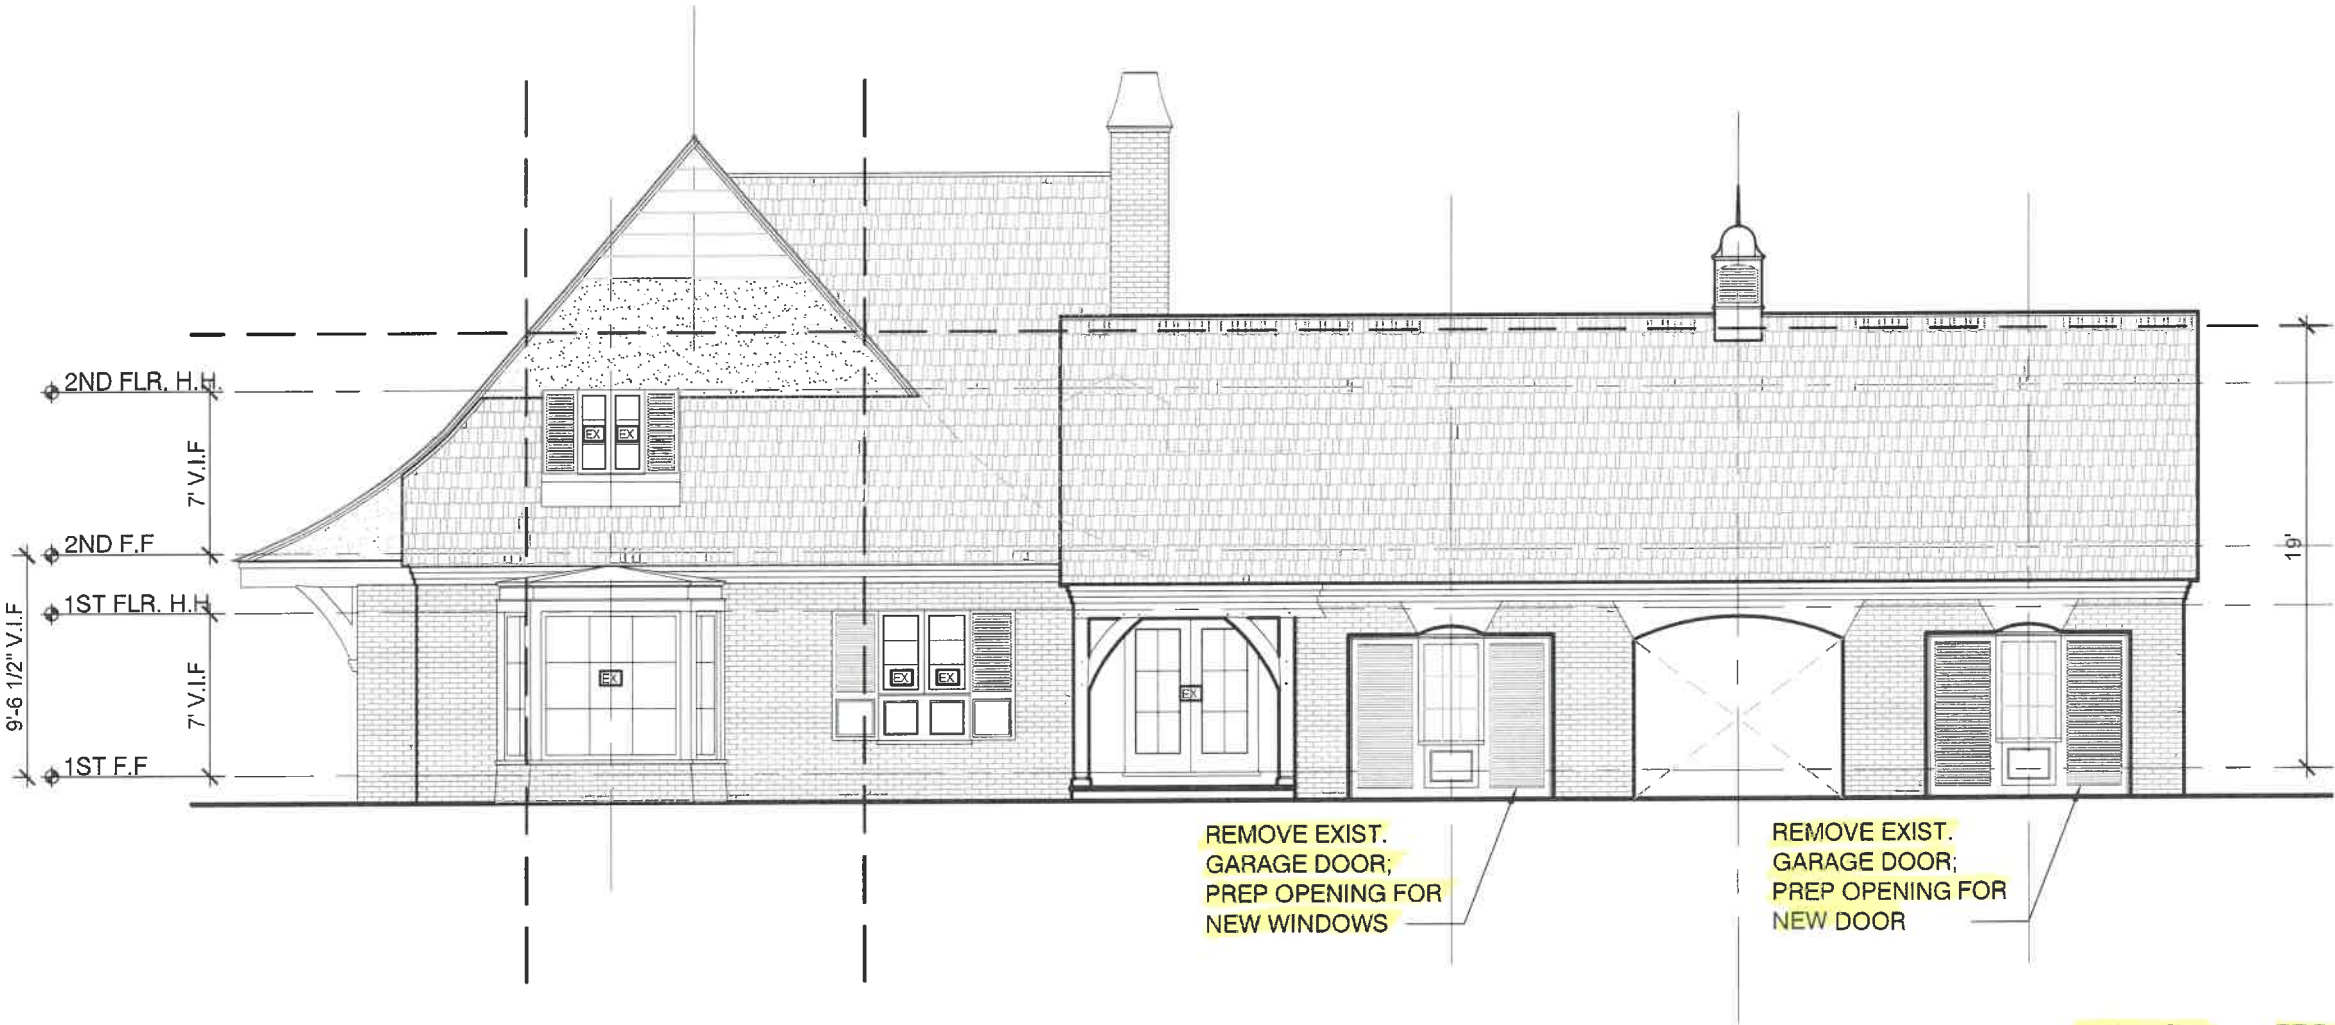 2ND FLR. H.H.
7' V.I.F
EX
EX
2ND F.F
19'
1ST FLR. H.H
9'-6 1/2" V.I.F
7' V.I.F
EX
EX
EX
EX
1ST F.F
REMOVE EXIST.
GARAGE DOOR;
PREP OPENING FOR
NEW WINDOWS
REMOVE EXIST.
GARAGE DOOR;
PREP OPENING FOR
NEW DOOR